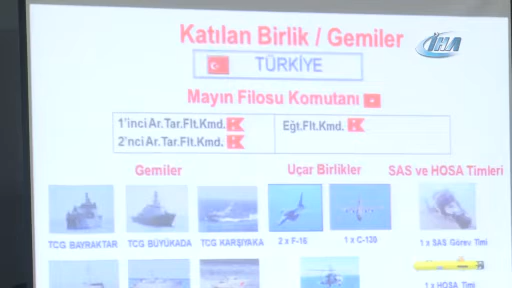 Katılan Birlik / Gemiler
İHA
TÜRKİYE
Mayın Filosu Komutanı
1'inci Ar.Tar.Flt.Kmd.
Eğt.Flt.Kmd.
2'nci Ar.Tar.Flt.Kmd.
Gemiler
Uçar Birlikler
SAS ve HOSA Timleri
TCG BAYRAKTAR
TCG BÜYÜKADA
TCG KARŞIYAKA
2 x F-16
1 x C-130
1 x SAS Görev Timi
1 x HOSA Timi